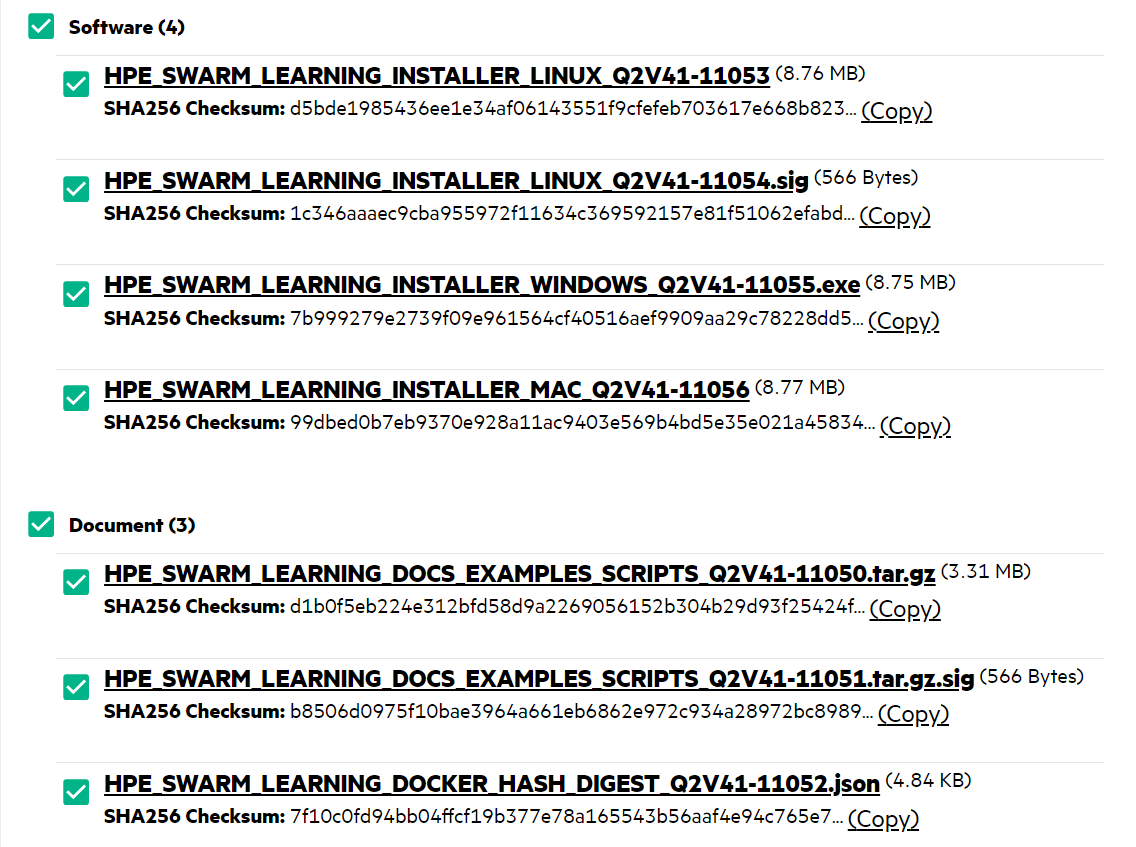 Software (4)
HPE_SWARM_LEARNING_INSTALLER_LINUX_Q2V41-11053 (8.76 MB)
SHA256 Checksum: d5bde1985436ee1e34af06143551f9cfefeb703617e668b823... (Copy)
HPE_SWARM_LEARNING_INSTALLER_LINUX_Q2V41-11054.sig (566 Bytes)
SHA256 Checksum: 1c346aaaec9cba955972f11634c369592157e81f51062efabd... (Copy)
HPE_SWARM_LEARNING_INSTALLER_WINDOWS_Q2V41-11055.exe (8.75 MB)
SHA256 Checksum: 7b999279e2739f09e961564cf40516aef9909aa29c78228dd5... (Copy)
HPE_SWARM_LEARNING_INSTALLER_MAC_Q2V41-11056 (8.77 MB)
SHA256 Checksum: 99dbed0b7eb9370e928a11ac9403e569b4bd5e35e021a45834... (Copy)
Document (3)
HPE_SWARM_LEARNING_DOCS_EXAMPLES_SCRIPTS_Q2V41-11050.tar.gz (3.31 MB)
SHA256 Checksum: d1b0f5eb224e312bfd58d9a2269056152b304b29d93f25424f... (Copy)
HPE_SWARM_LEARNING_DOCS_EXAMPLES_SCRIPTS_Q2V41-11051.tar.gz.sig (566 Bytes)
SHA256 Checksum: b8506d0975f10bae3964a661eb6862e972c934a28972bc8989... (Copy)
HPE_SWARM_LEARNING_DOCKER_HASH_DIGEST_Q2V41-11052.json (4.84 KB)
SHA256 Checksum: 7f10c0fd94bb04ffcf19b377e78a165543b56aaf4e94c765e7... (Copy)